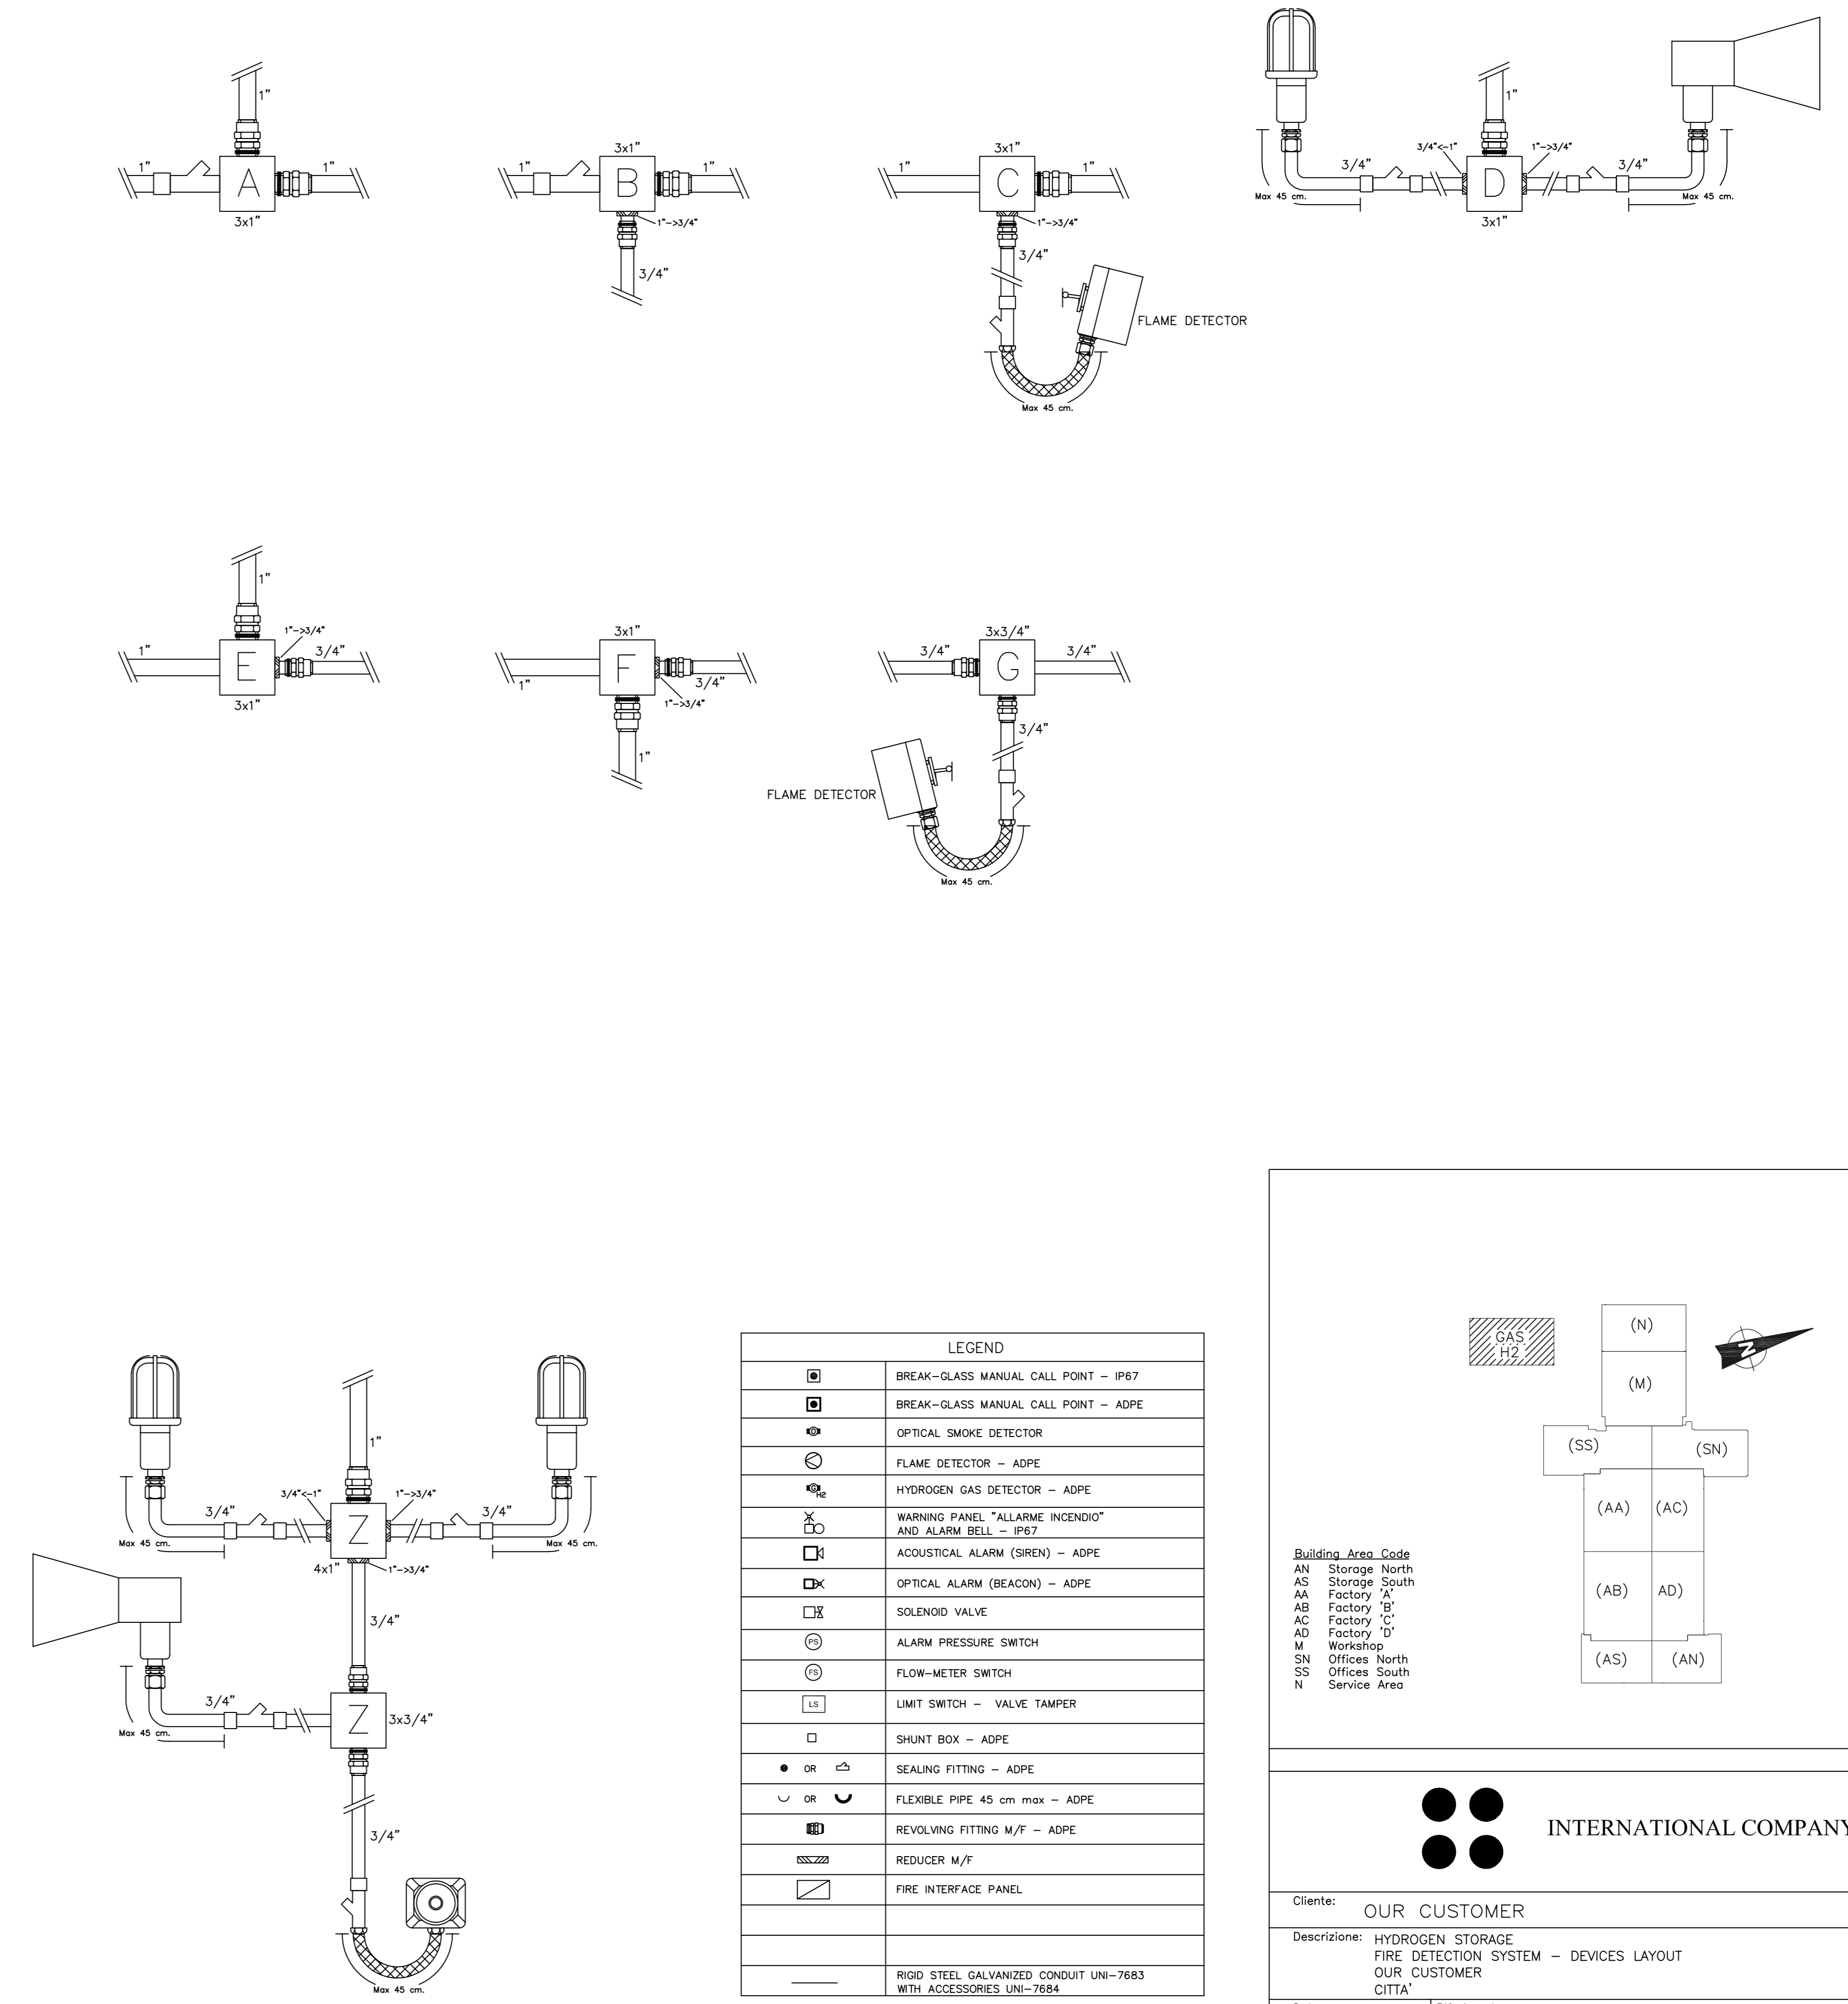 1"
1"
A
1"
3x1"
3x1"
1"
B
1"
1"->3/4"
3/4"
3x1"
1"
C
1"
1"->3/4"
3/4"
FLAME DETECTOR
Max 45 cm.
1"
3/4"<-1"
1"->3/4"
3/4"
D
3/4"
Max 45 cm.
Max 45 cm.
3x1"
1"
1"->3/4"
1"
E
3/4"
3x1"
3x1"
F
1"
3/4"
1"->3/4"
1"
3x3/4"
3/4"
G
3/4"
3/4"
FLAME DETECTOR
Max 45 cm.
1"
3/4"<-1"
1"->3/4"
3/4"
Z
3/4"
Max 45 cm.
Max 45 cm.
4x1"
1"->3/4"
3/4"
3/4"
Z
3x3/4"
Max 45 cm.
3/4"
Max 45 cm.
LEGEND
BREAK-GLASS MANUAL CALL POINT - IP67
BREAK-GLASS MANUAL CALL POINT - ADPE
OPTICAL SMOKE DETECTOR
FLAME DETECTOR - ADPE
G H2 HYDROGEN GAS DETECTOR - ADPE
WARNING PANEL "ALLARME INCENDIO"
AND ALARM BELL - IP67
ACOUSTICAL ALARM (SIREN) - ADPE
OPTICAL ALARM (BEACON) - ADPE
SOLENOID VALVE
PS ALARM PRESSURE SWITCH
FS FLOW-METER SWITCH
LS LIMIT SWITCH - VALVE TAMPER
SHUNT BOX - ADPE
OR SEALING FITTING - ADPE
OR FLEXIBLE PIPE 45 cm max - ADPE
REVOLVING FITTING M/F - ADPE
REDUCER M/F
FIRE INTERFACE PANEL
RIGID STEEL GALVANIZED CONDUIT UNI-7683
WITH ACCESSORIES UNI-7684
GAS
H2
(N)
N
(M)
(SS)
(SN)
(AA)
(AC)
(AB)
AD)
(AS)
(AN)
Building Area Code
AN Storage North
AS Storage South
AA Factory 'A'
AB Factory 'B'
AC Factory 'C'
AD Factory 'D'
M Workshop
SN Offices North
SS Offices South
N Service Area
INTERNATIONAL COMPANY
Cliente: OUR CUSTOMER
Descrizione: HYDROGEN STORAGE
FIRE DETECTION SYSTEM - DEVICES LAYOUT
OUR CUSTOMER
CITTA'